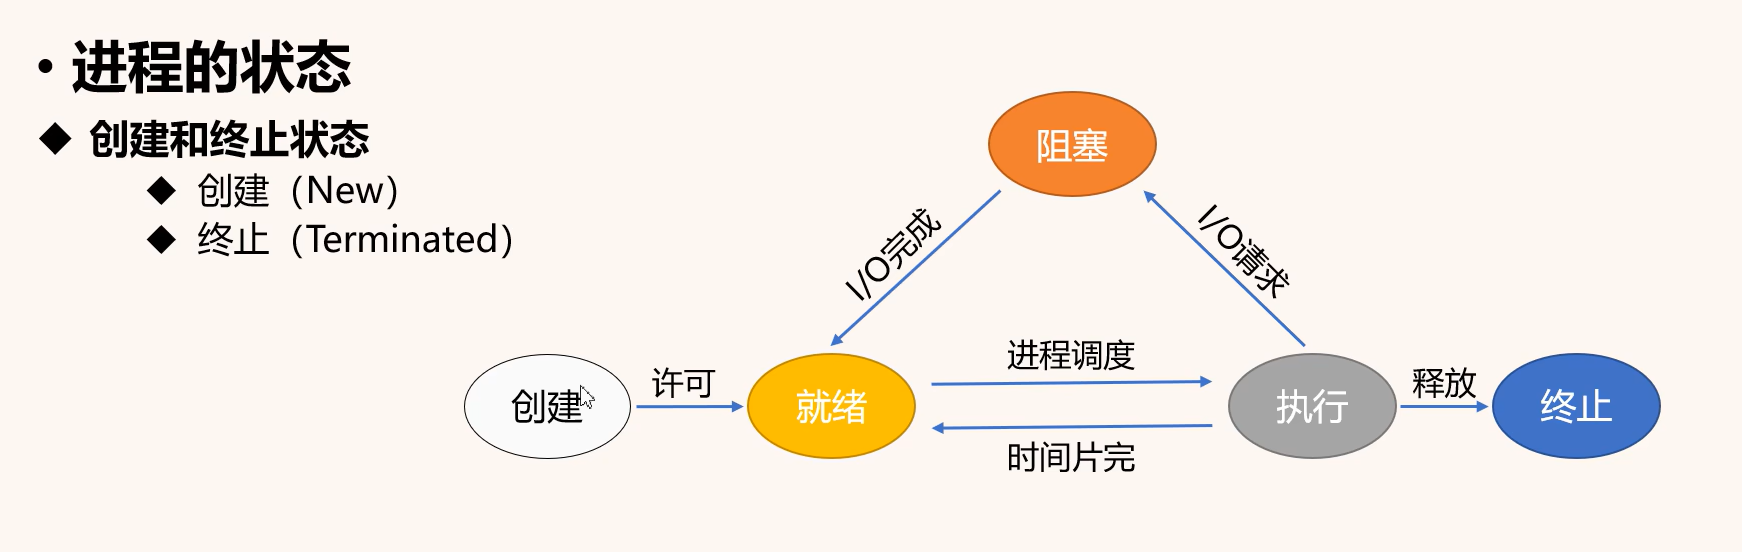 • 进程的状态
◆ 创建和终止状态
◆ 创建（New）
◆ 终止（Terminated）
阻塞
I/O完成
I/O请求
进程调度
创建
许可
就绪
执行
释放
终止
时间片完